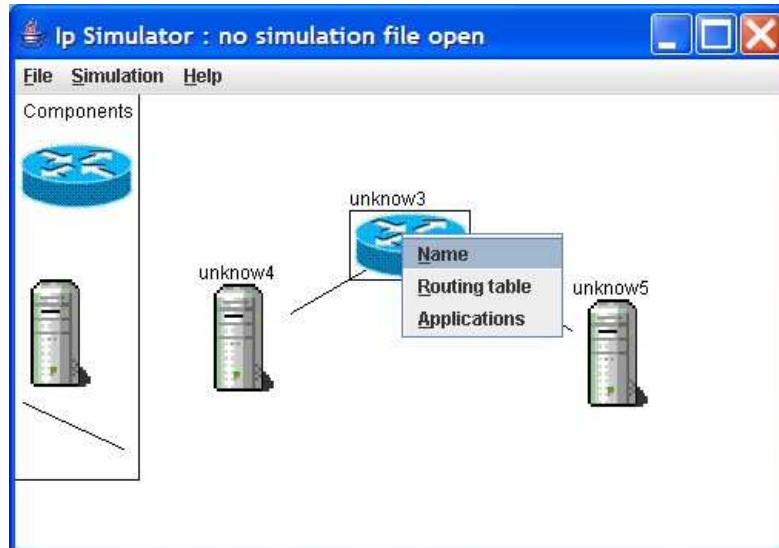 Ip Simulator : no simulation file open
File Simulation Help
Components
unknow3
unknow4
Name
Routing table
Applications
unknow5